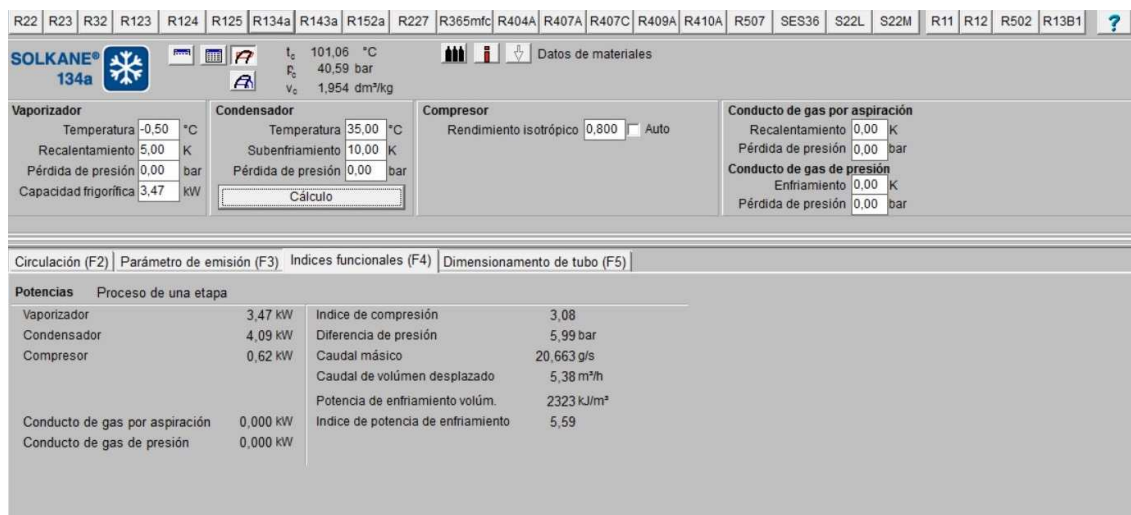 R22 R23 R32 R123 R124 R125 R134a R143a R152a R227 R365mfc R404A R407A R407C R409A R410A R507 SES36 S22L S22M R11 R12 R502 R13B1 ?
SOLKANE®
134a
tc 101,06 °C
pc 40,59 bar
vc 1,954 dm³/kg
Datos de materiales
Vaporizador
Temperatura -0,50 °C
Recalentamiento 5,00 K
Pérdida de presión 0,00 bar
Capacidad frigorífica 3,47 kW
Condensador
Temperatura 35,00 °C
Subenfriamiento 10,00 K
Pérdida de presión 0,00 bar
Cálculo
Compresor
Rendimiento isotrópico 0,800 Auto
Conducto de gas por aspiración
Recalentamiento 0,00 K
Pérdida de presión 0,00 bar
Conducto de gas de presión
Enfriamiento 0,00 K
Pérdida de presión 0,00 bar
Circulación (F2) Parámetro de emisión (F3) Indices funcionales (F4) Dimensionamento de tubo (F5)
Potencias Proceso de una etapa
Vaporizador 3,47 kW Indice de compresión 3,08
Condensador 4,09 kW Diferencia de presión 5,99 bar
Compresor 0,62 kW Caudal másico 20,663 g/s
Caudal de volúmen desplazado 5,38 m³/h
Potencia de enfriamiento volúm. 2323 kJ/m³
Conducto de gas por aspiración 0,000 kW Indice de potencia de enfriamiento 5,59
Conducto de gas de presión 0,000 kW